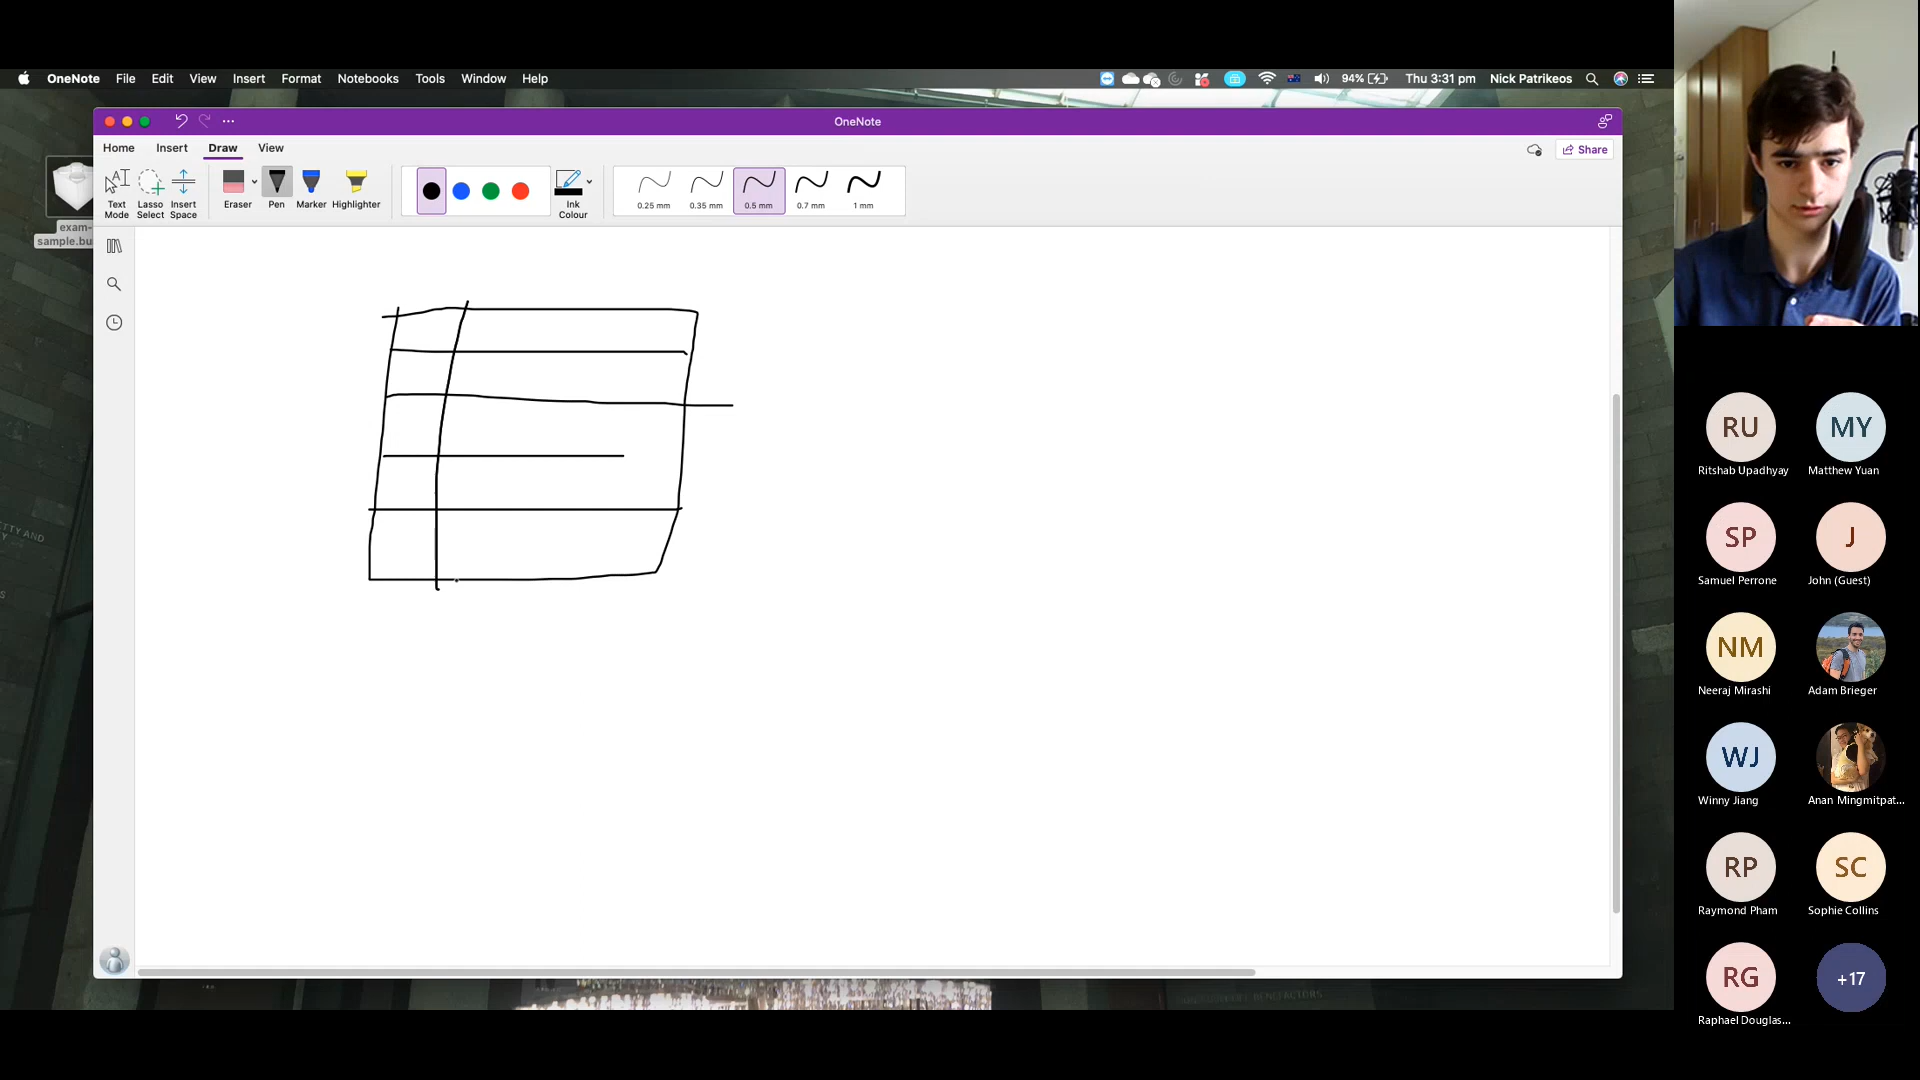 OneNote File Edit View Insert Format Notebooks Tools Window Help
94% Thu 3:31 pm Nick Patrikeos
OneNote
Home Insert Draw View
Share
Text Mode
Lasso Select
Insert Space
Eraser
Pen
Marker
Highlighter
Ink Colour
0.25 mm
0.35 mm
0.5 mm
0.7 mm
1 mm
exam-
sample.bu
ETTY AND
RU MY
Ritshab Upadhyay Matthew Yuan
SP J
Samuel Perrone John (Guest)
NM
Neeraj Mirashi Adam Brieger
WJ
Winny Jiang Anan Mingmitpat...
RP SC
Raymond Pham Sophie Collins
RG +17
Raphael Douglas...